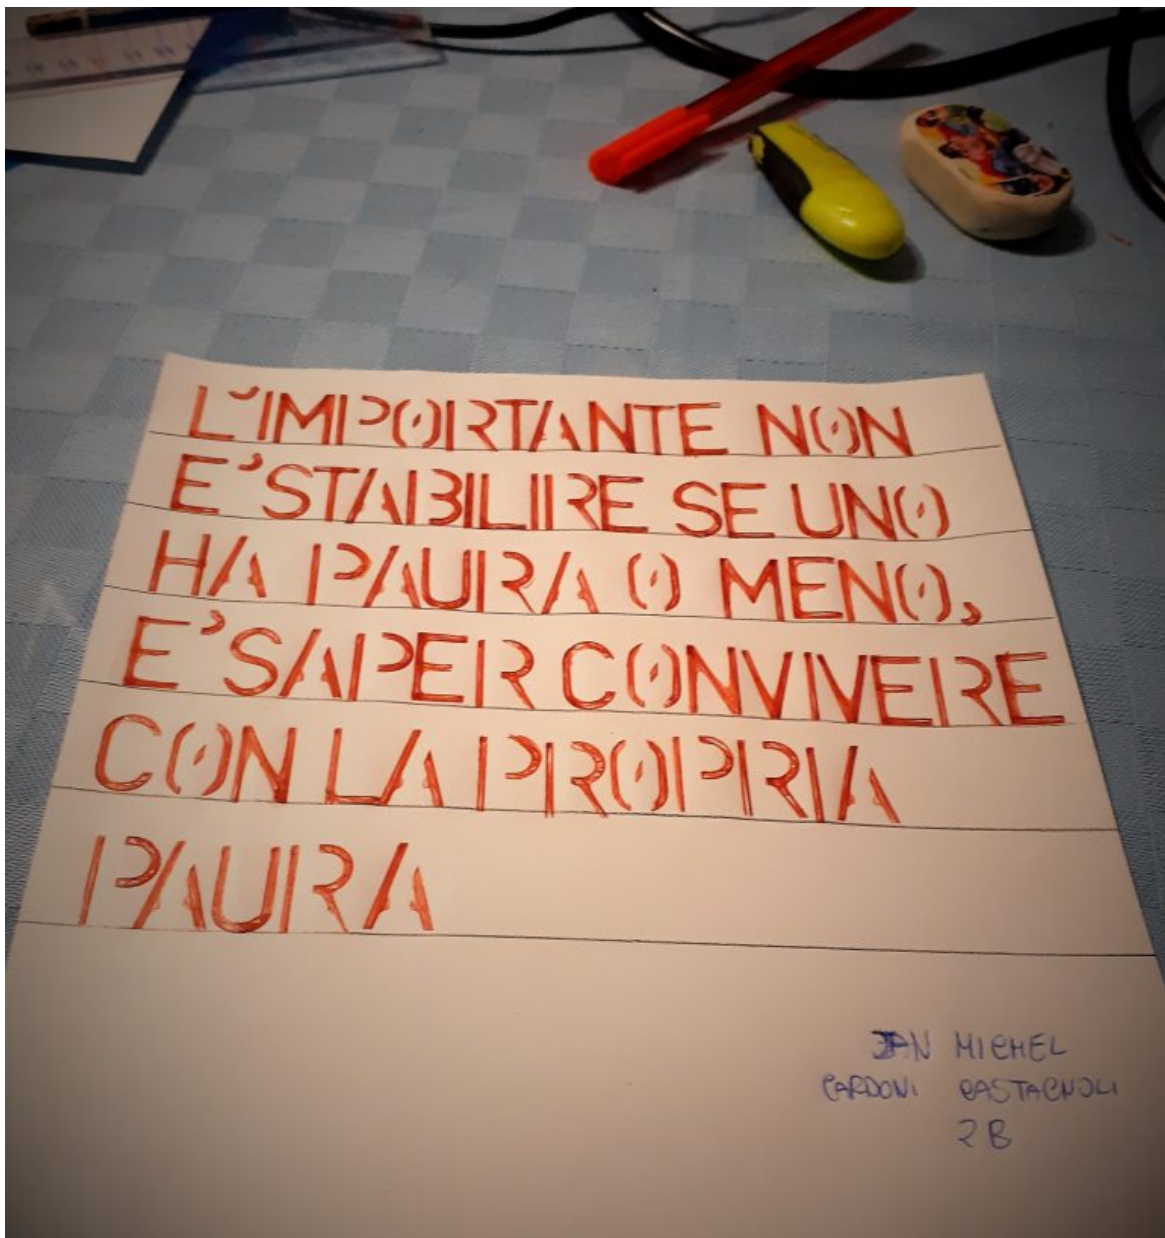 L'IMPORTANTE NON
E' STABILIRE SE UNO
HA PAURA O MENO,
E' SAPER CONVIVERE
CON LA PROPRIA
PAURA
JAN MICHEL
CARDONI CASTAGNOLI
2B